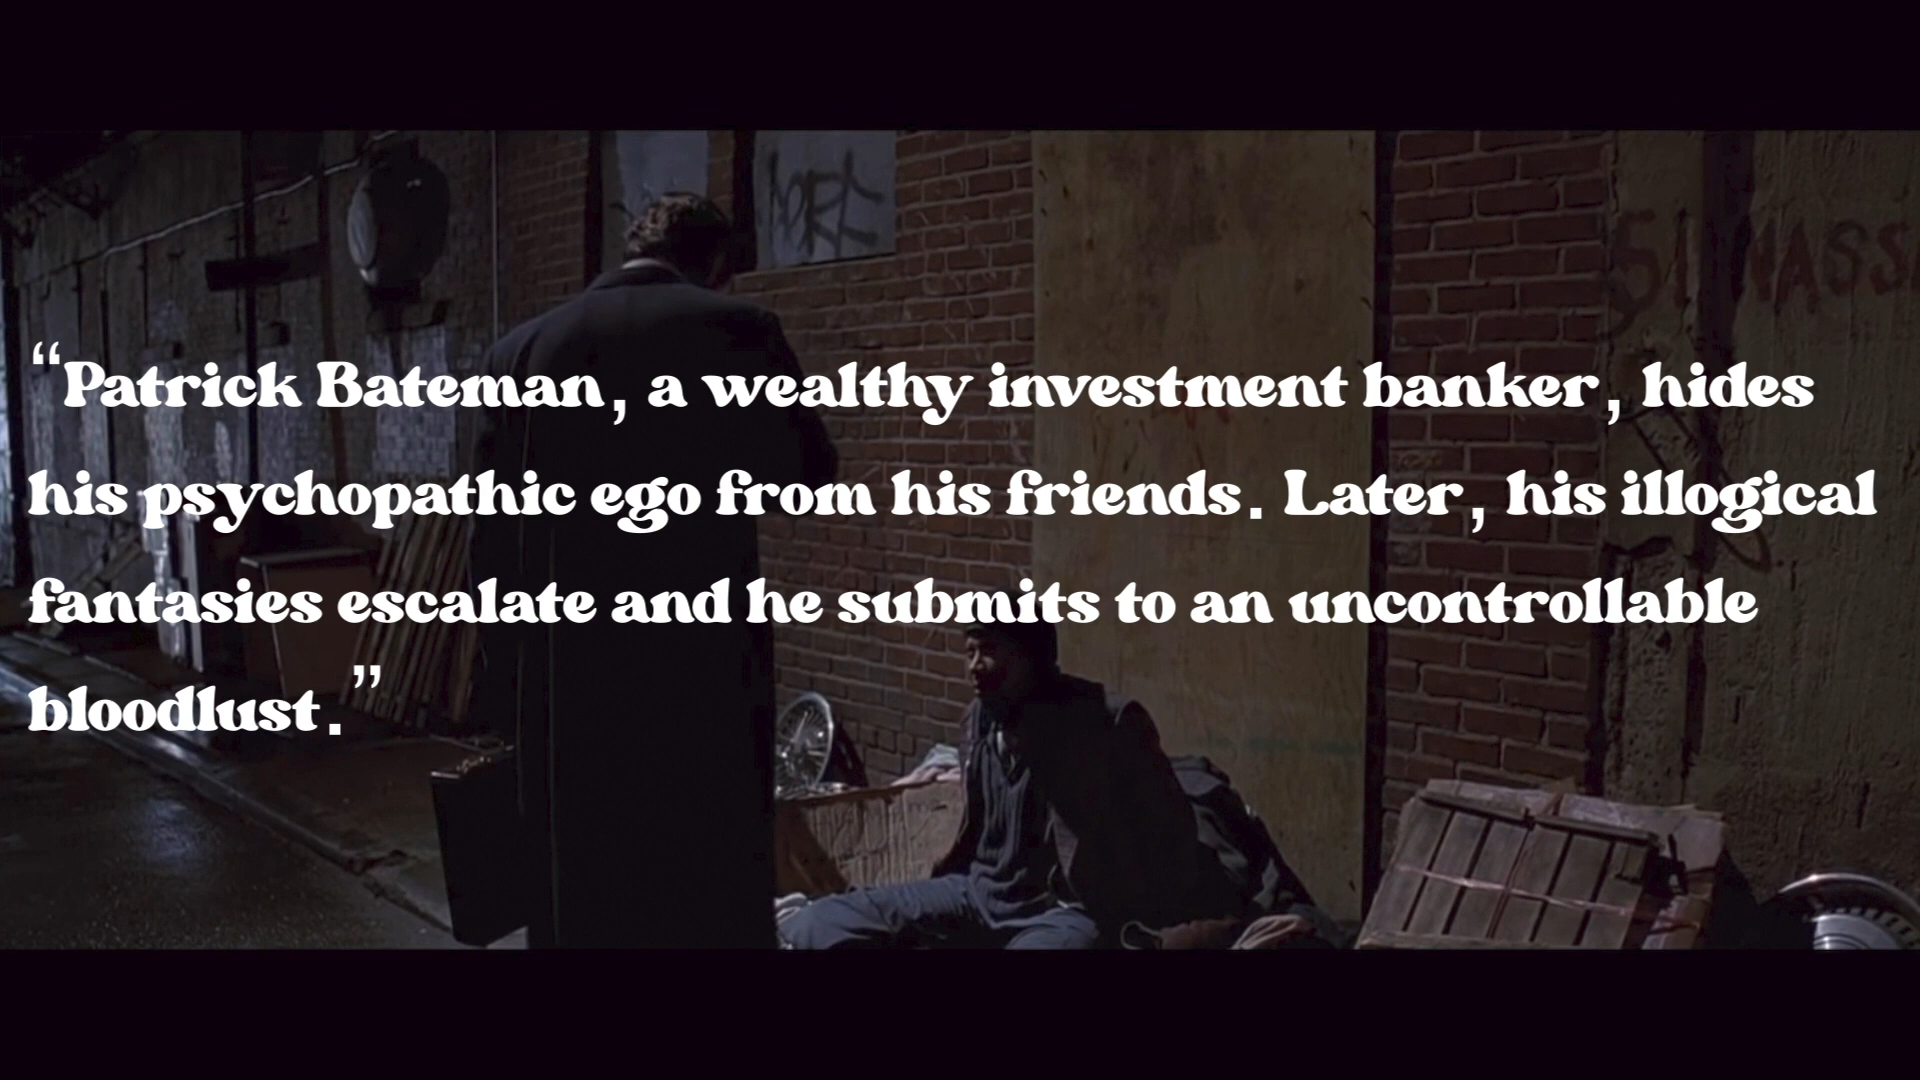 “Patrick Bateman, a wealthy investment banker, hides
his psychopathic ego from his friends. Later, his illogical
fantasies escalate and he submits to an uncontrollable
bloodlust.”